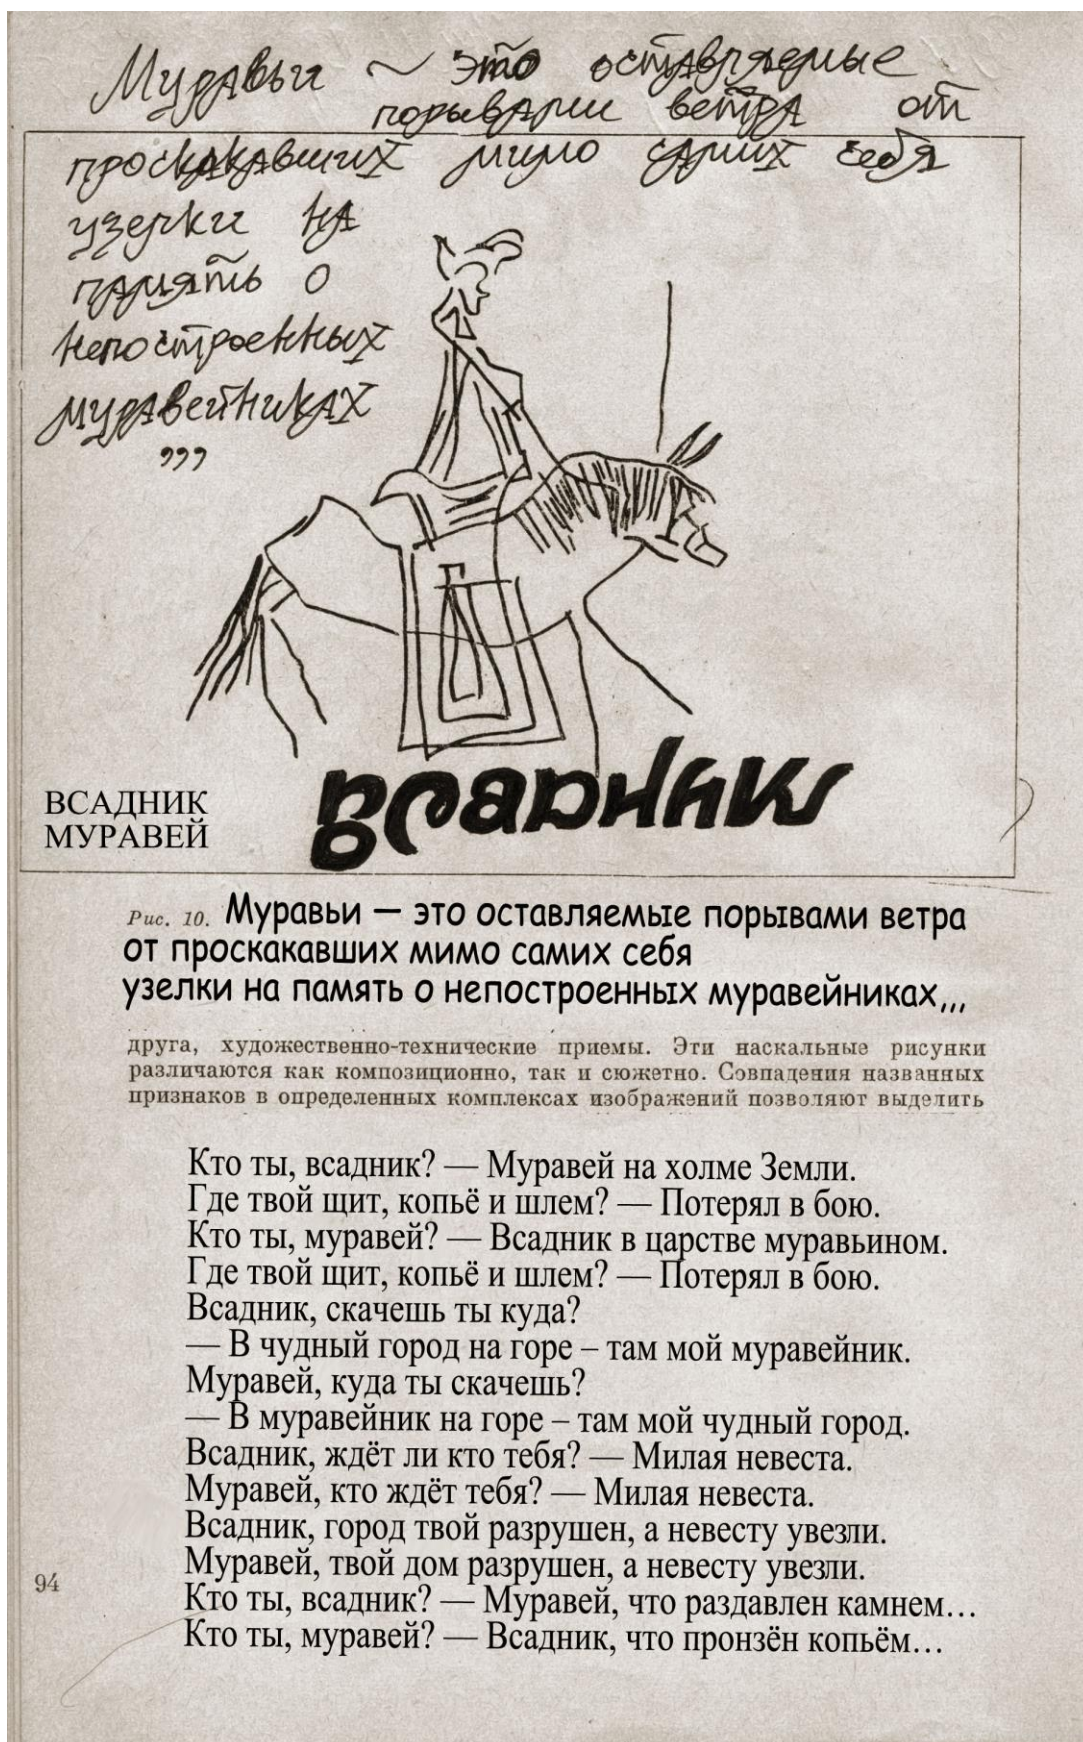 Муравьи ~ это оставляемые
порывами ветра от
проскакавших мимо самих себя
узелки на
память о
непостроенных
муравейниках
,,,
всадник
ВСАДНИК
МУРАВЕЙ
Рис. 10. Муравьи — это оставляемые порывами ветра
от проскакавших мимо самих себя
узелки на память о непостроенных муравейниках,,,
друга, художественно-технические приемы. Эти наскальные рисунки
различаются как композиционно, так и сюжетно. Совпадения названных
признаков в определенных комплексах изображений позволяют выделить
Кто ты, всадник? — Муравей на холме Земли.
Где твой щит, копьё и шлем? — Потерял в бою.
Кто ты, муравей? — Всадник в царстве муравьином.
Где твой щит, копьё и шлем? — Потерял в бою.
Всадник, скачешь ты куда?
— В чудный город на горе – там мой муравейник.
Муравей, куда ты скачешь?
— В муравейник на горе – там мой чудный город.
Всадник, ждёт ли кто тебя? — Милая невеста.
Муравей, кто ждёт тебя? — Милая невеста.
Всадник, город твой разрушен, а невесту увезли.
Муравей, твой дом разрушен, а невесту увезли.
Кто ты, всадник? — Муравей, что раздавлен камнем…
Кто ты, муравей? — Всадник, что пронзён копьём…
94